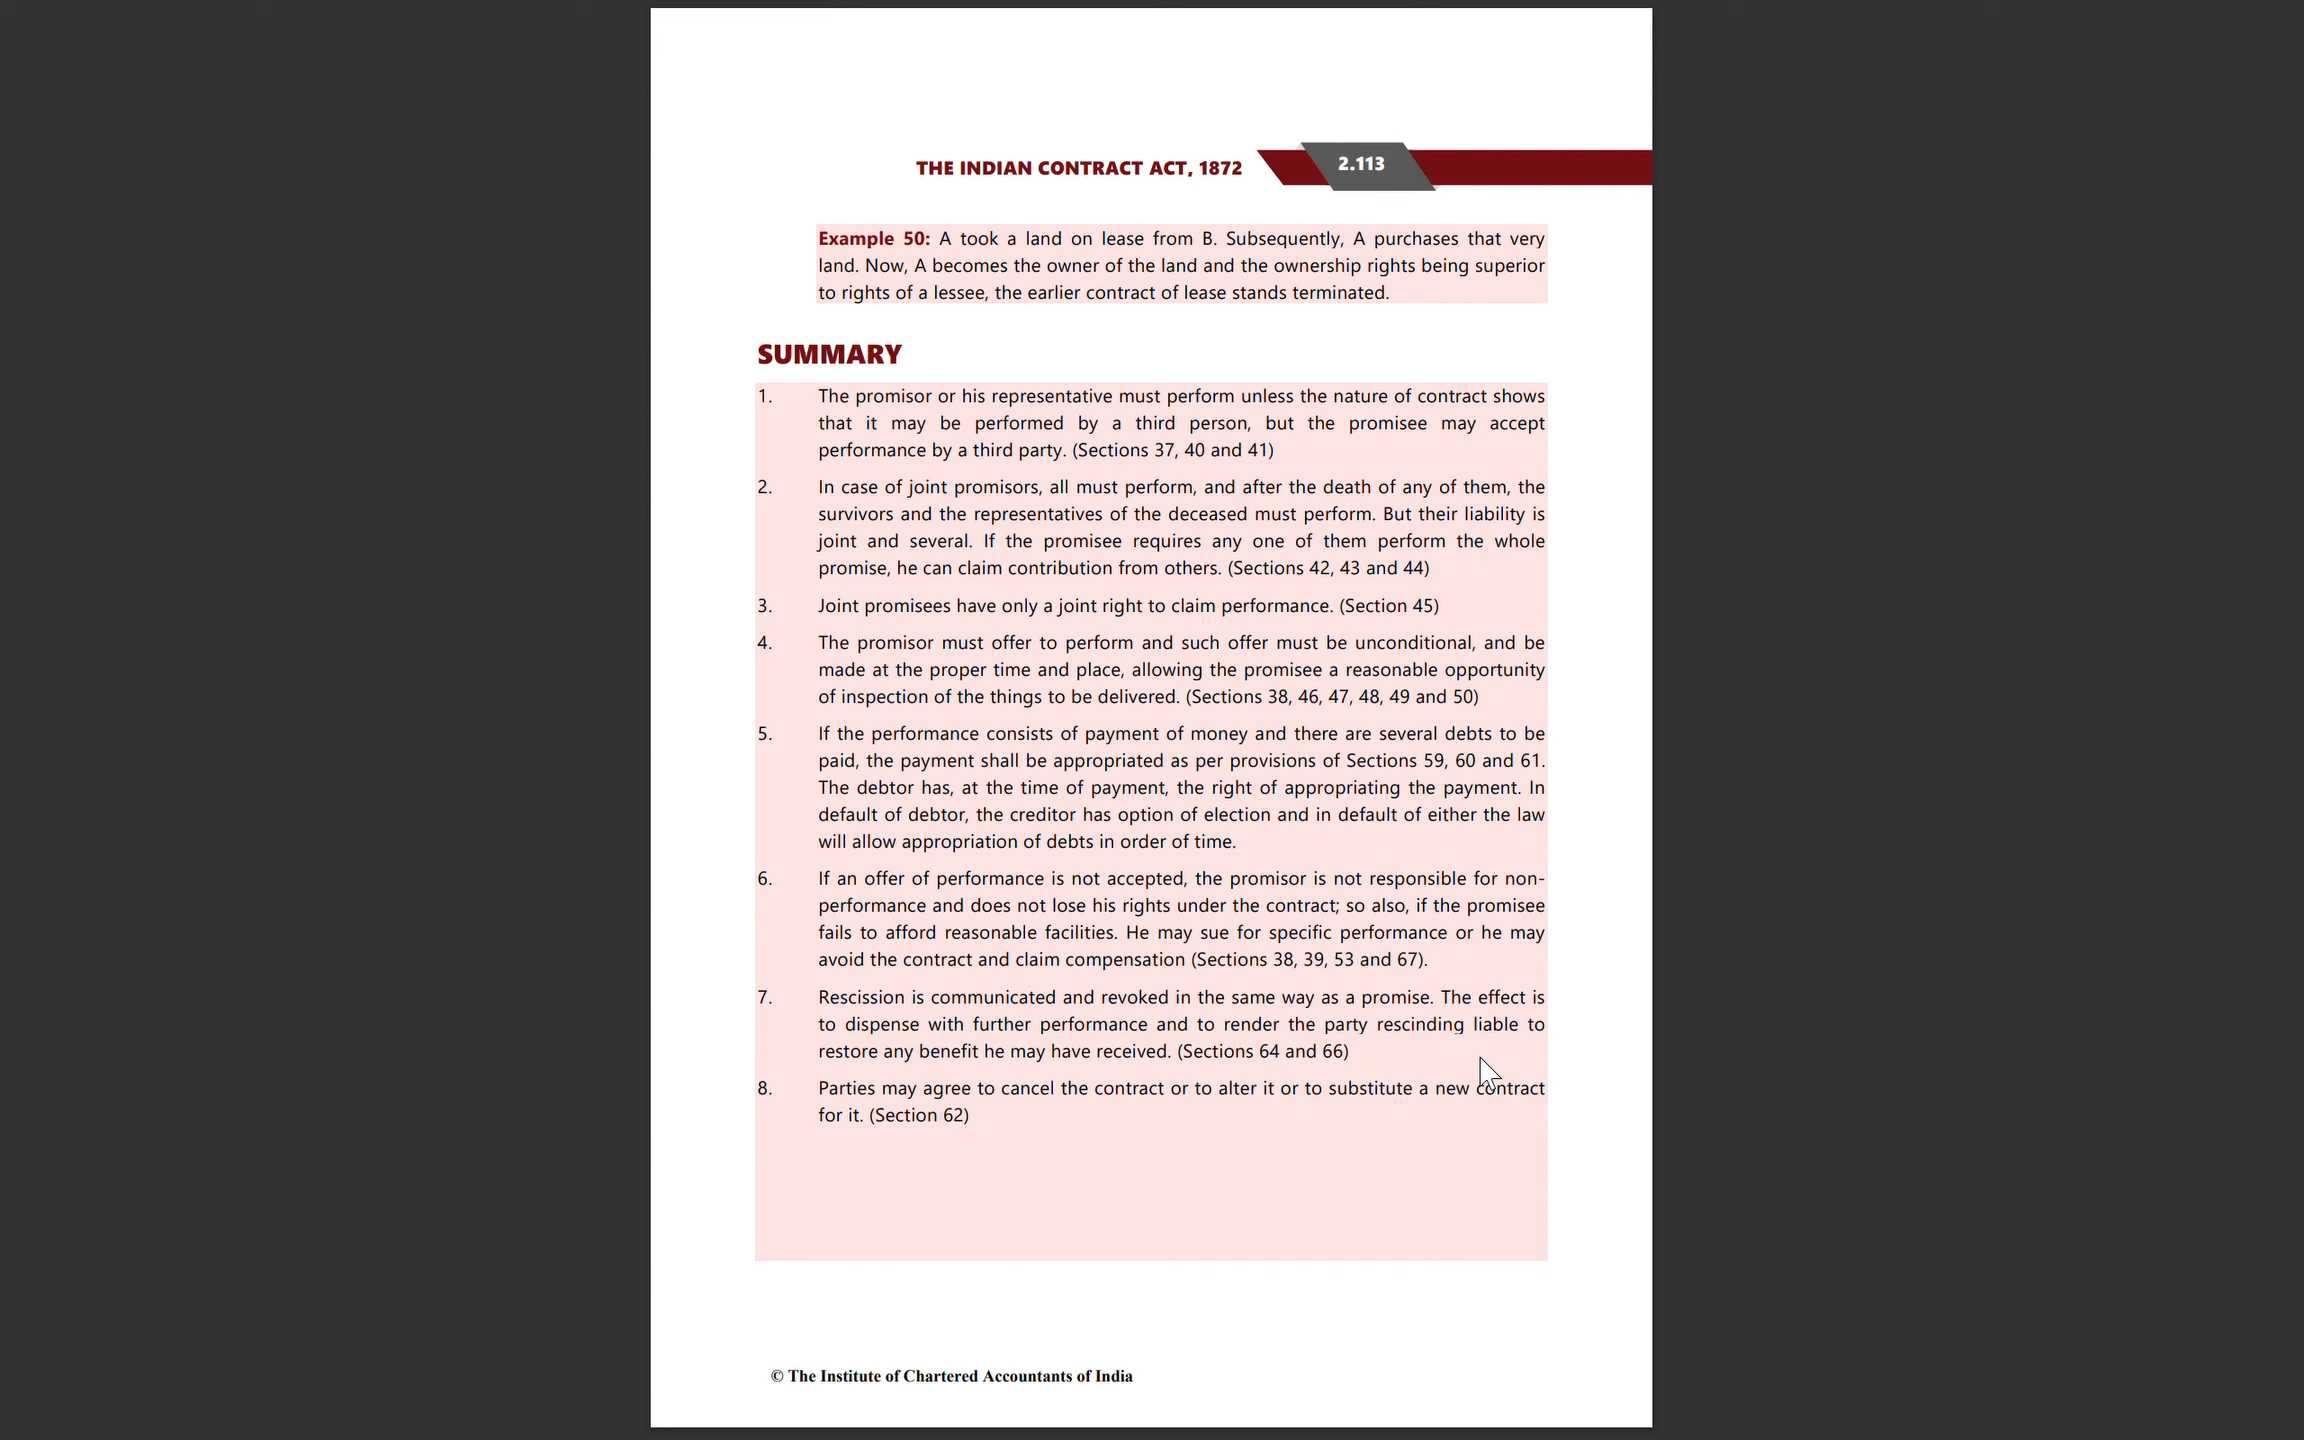 THE INDIAN CONTRACT ACT, 1872
2.113
Example 50: A took a land on lease from B. Subsequently, A purchases that very
land. Now, A becomes the owner of the land and the ownership rights being superior
to rights of a lessee, the earlier contract of lease stands terminated.
SUMMARY
1. The promisor or his representative must perform unless the nature of contract shows
that it may be performed by a third person, but the promisee may accept
performance by a third party. (Sections 37, 40 and 41)
2. In case of joint promisors, all must perform, and after the death of any of them, the
survivors and the representatives of the deceased must perform. But their liability is
joint and several. If the promisee requires any one of them perform the whole
promise, he can claim contribution from others. (Sections 42, 43 and 44)
3. Joint promisees have only a joint right to claim performance. (Section 45)
4. The promisor must offer to perform and such offer must be unconditional, and be
made at the proper time and place, allowing the promisee a reasonable opportunity
of inspection of the things to be delivered. (Sections 38, 46, 47, 48, 49 and 50)
5. If the performance consists of payment of money and there are several debts to be
paid, the payment shall be appropriated as per provisions of Sections 59, 60 and 61.
The debtor has, at the time of payment, the right of appropriating the payment. In
default of debtor, the creditor has option of election and in default of either the law
will allow appropriation of debts in order of time.
6. If an offer of performance is not accepted, the promisor is not responsible for non-
performance and does not lose his rights under the contract; so also, if the promisee
fails to afford reasonable facilities. He may sue for specific performance or he may
avoid the contract and claim compensation (Sections 38, 39, 53 and 67).
7. Rescission is communicated and revoked in the same way as a promise. The effect is
to dispense with further performance and to render the party rescinding liable to
restore any benefit he may have received. (Sections 64 and 66)
8. Parties may agree to cancel the contract or to alter it or to substitute a new contract
for it. (Section 62)
© The Institute of Chartered Accountants of India